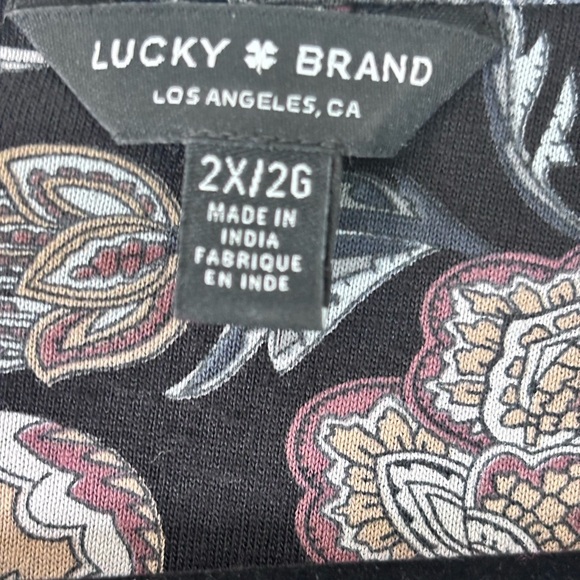 LUCKY BRAND
LOS ANGELES, CA
2X/2G
MADE IN
INDIA
FABRIQUE
EN INDE